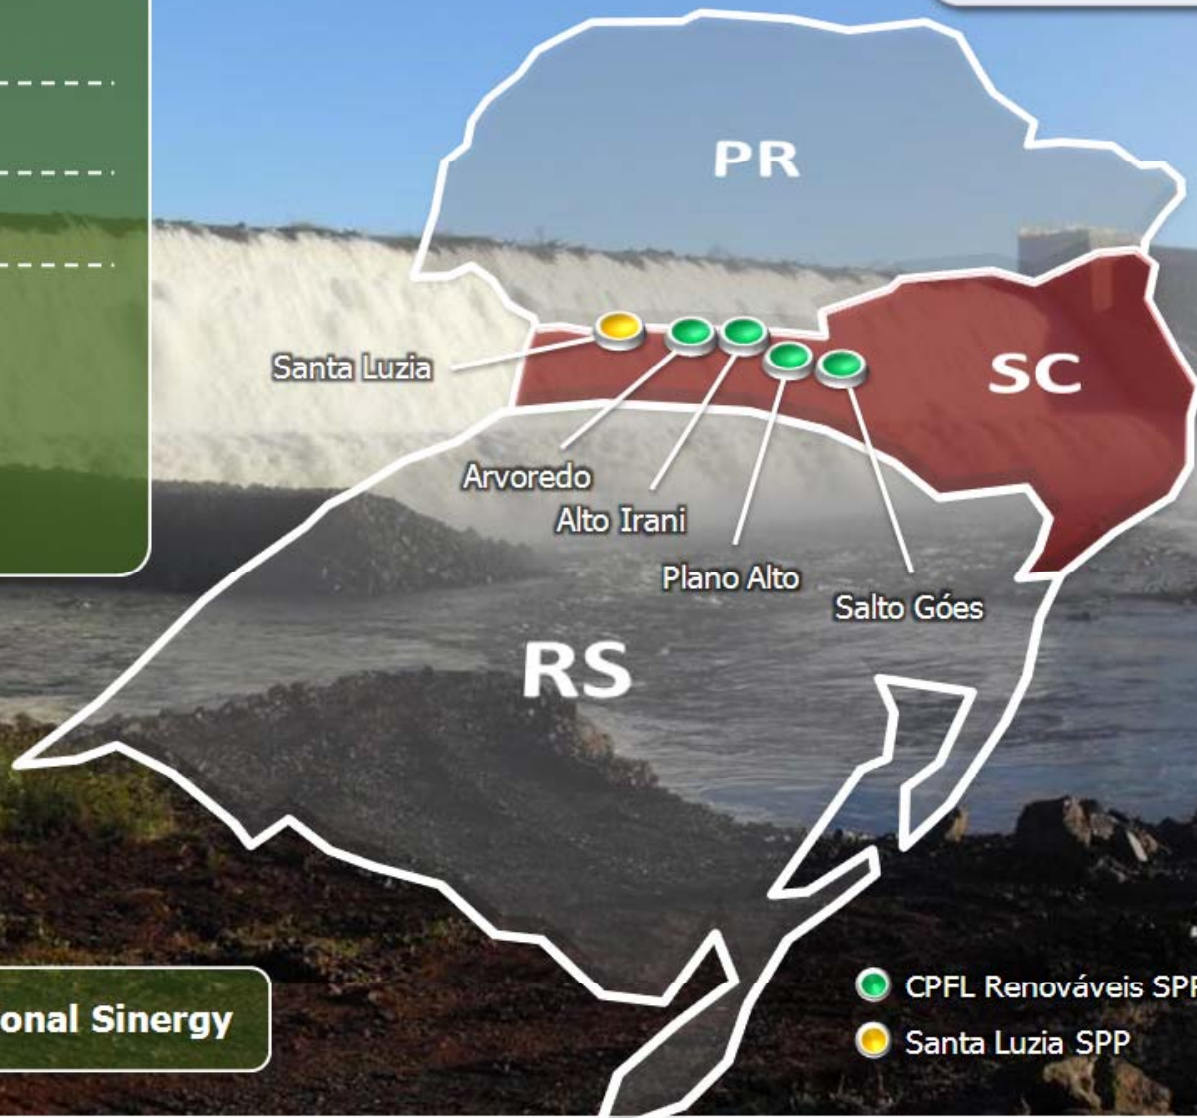 PR
SC
Santa Luzia
Arvoredo
Alto Irani
Plano Alto
Salto Góes
RS
onal Sinergy
CPFL Renováveis SPP
Santa Luzia SPP